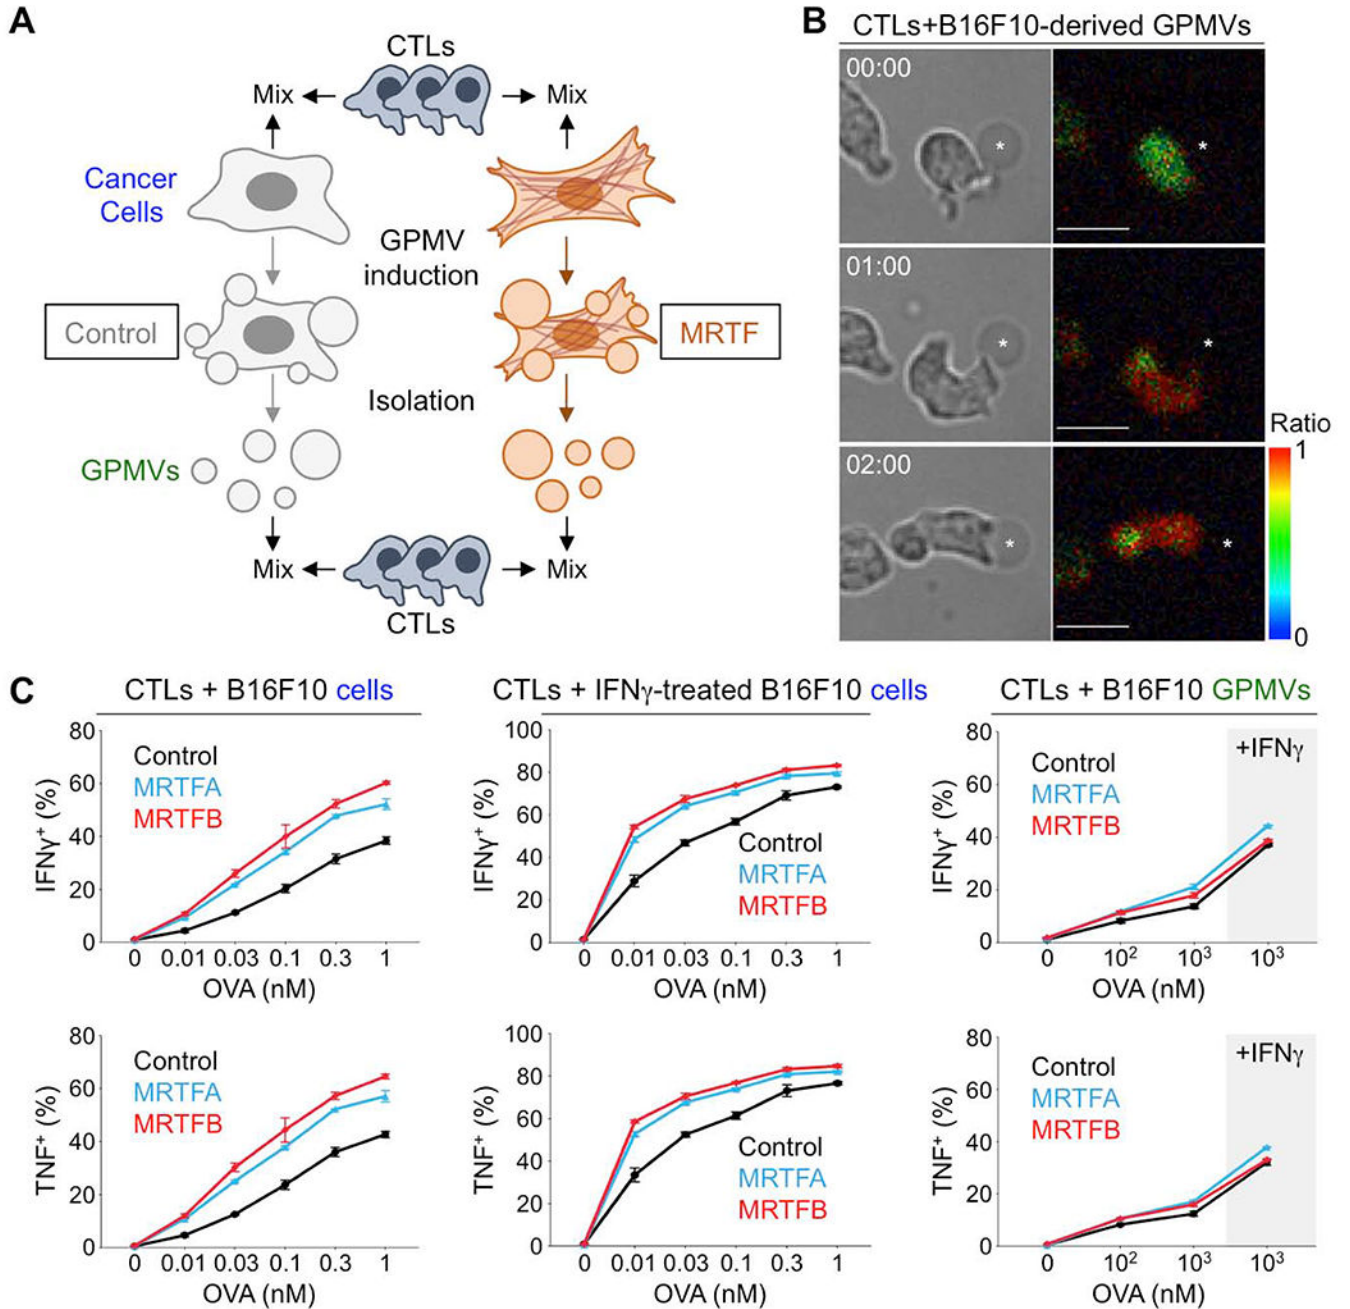 A
CTLs
Mix
Mix
Cancer
Cells
GPMV
induction
Control
MRTF
Isolation
GPMVs
Mix
Mix
CTLs
B
CTLs+B16F10-derived GPMVs
00:00
*
*
01:00
*
*
02:00
*
*
Ratio
1
0
C
CTLs + B16F10 cells
80
60
40
20
0
IFNγ⁺ (%)
Control
MRTFA
MRTFB
0 0.01 0.03 0.1 0.3 1
OVA (nM)
CTLs + IFNγ-treated B16F10 cells
100
80
60
40
20
0
IFNγ⁺ (%)
Control
MRTFA
MRTFB
0 0.01 0.03 0.1 0.3 1
OVA (nM)
CTLs + B16F10 GPMVs
80
60
40
20
0
IFNγ⁺ (%)
Control
MRTFA
MRTFB
+IFNγ
0 10² 10³ 10³
OVA (nM)
80
60
40
20
0
TNF⁺ (%)
Control
MRTFA
MRTFB
0 0.01 0.03 0.1 0.3 1
OVA (nM)
100
80
60
40
20
0
TNF⁺ (%)
Control
MRTFA
MRTFB
0 0.01 0.03 0.1 0.3 1
OVA (nM)
80
60
40
20
0
TNF⁺ (%)
Control
MRTFA
MRTFB
+IFNγ
0 10² 10³ 10³
OVA (nM)